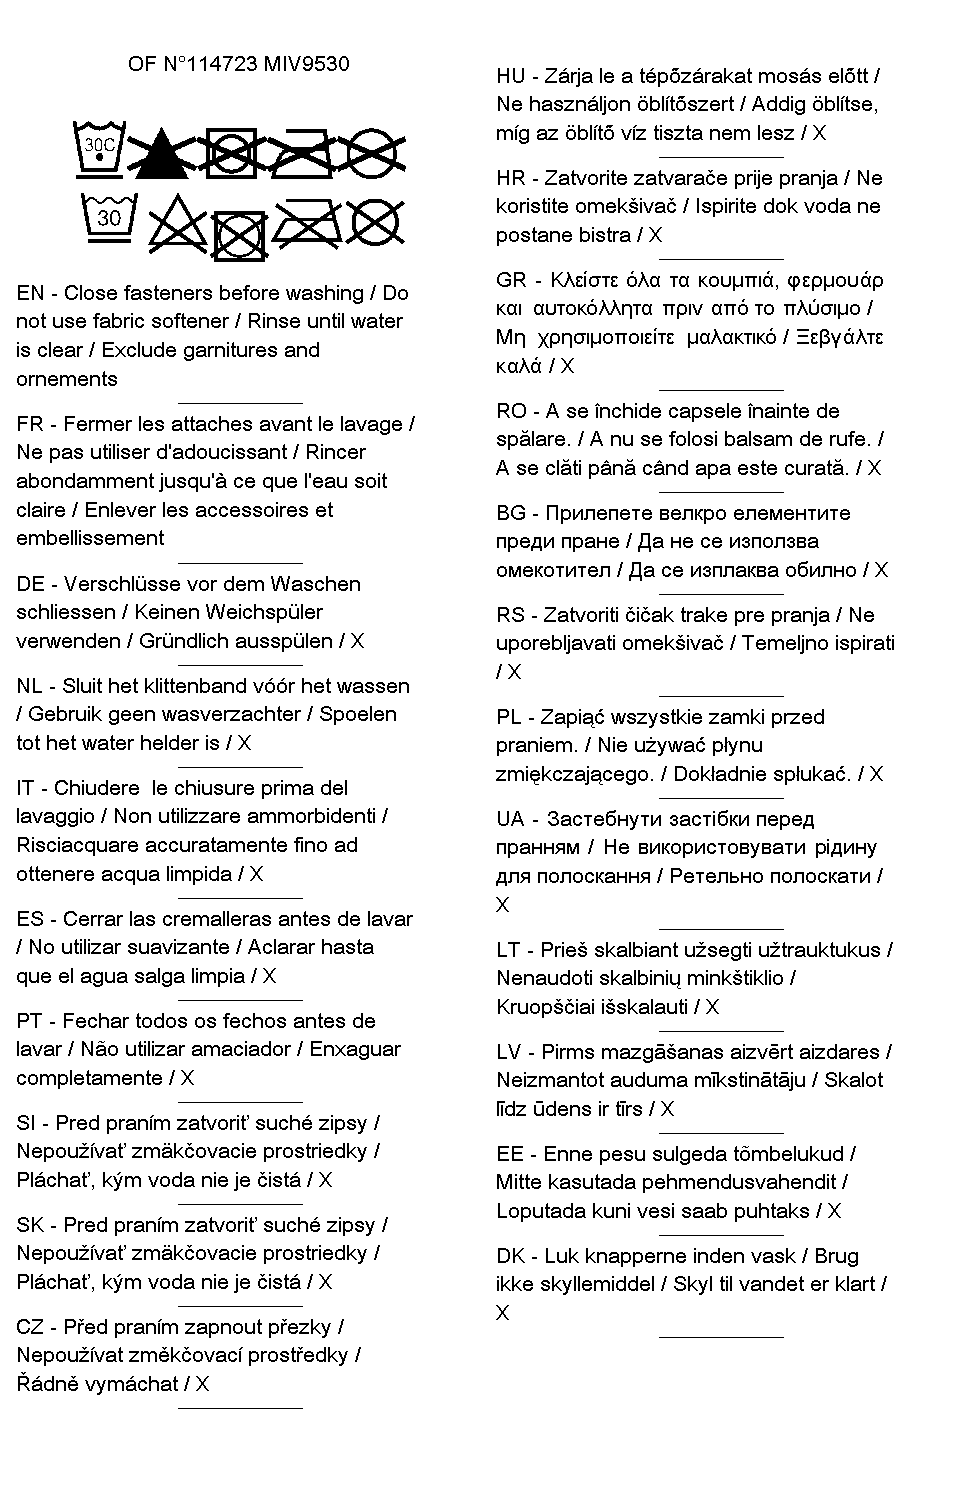 OF N°114723 MIV9530
30C
30
EN - Close fasteners before washing / Do
not use fabric softener / Rinse until water
is clear / Exclude garnitures and
ornements
FR - Fermer les attaches avant le lavage /
Ne pas utiliser d'adoucissant / Rincer
abondamment jusqu'à ce que l'eau soit
claire / Enlever les accessoires et
embellissement
DE - Verschlüsse vor dem Waschen
schliessen / Keinen Weichspüler
verwenden / Gründlich ausspülen / X
NL - Sluit het klittenband vóór het wassen
/ Gebruik geen wasverzachter / Spoelen
tot het water helder is / X
IT - Chiudere  le chiusure prima del
lavaggio / Non utilizzare ammorbidenti /
Risciacquare accuratamente fino ad
ottenere acqua limpida / X
ES - Cerrar las cremalleras antes de lavar
/ No utilizar suavizante / Aclarar hasta
que el agua salga limpia / X
PT - Fechar todos os fechos antes de
lavar / Não utilizar amaciador / Enxaguar
completamente / X
SI - Pred praním zatvoriť suché zipsy /
Nepoužívať zmäkčovacie prostriedky /
Pláchať, kým voda nie je čistá / X
SK - Pred praním zatvoriť suché zipsy /
Nepoužívať zmäkčovacie prostriedky /
Pláchať, kým voda nie je čistá / X
CZ - Před praním zapnout přezky /
Nepoužívat změkčovací prostředky /
Řádně vymáchat / X
HU - Zárja le a tépőzárakat mosás előtt /
Ne használjon öblítőszert / Addig öblítse,
míg az öblítő víz tiszta nem lesz / X
HR - Zatvorite zatvarače prije pranja / Ne
koristite omekšivač / Ispirite dok voda ne
postane bistra / X
GR - Κλείστε όλα τα κουμπιά, φερμουάρ
και αυτοκόλλητα πριν από το πλύσιμο /
Μη χρησιμοποιείτε μαλακτικό / Ξεβγάλτε
καλά / X
RO - A se închide capsele înainte de
spălare. / A nu se folosi balsam de rufe. /
A se clăti până când apa este curată. / X
BG - Прилепете велкро елементите
преди пране / Да не се използва
омекотител / Да се изплаква обилно / X
RS - Zatvoriti čičak trake pre pranja / Ne
uporebljavati omekšivač / Temeljno ispirati
/ X
PL - Zapiąć wszystkie zamki przed
praniem. / Nie używać płynu
zmiękczającego. / Dokładnie spłukać. / X
UA - Застебнути застібки перед
пранням / Не використовувати рідину
для полоскання / Ретельно полоскати /
X
LT - Prieš skalbiant užsegti užtrauktukus /
Nenaudoti skalbinių minkštiklio /
Kruopščiai išskalauti / X
LV - Pirms mazgāšanas aizvērt aizdares /
Neizmantot auduma mīkstinātāju / Skalot
līdz ūdens ir tīrs / X
EE - Enne pesu sulgeda tõmbelukud /
Mitte kasutada pehmendusvahendit /
Loputada kuni vesi saab puhtaks / X
DK - Luk knapperne inden vask / Brug
ikke skyllemiddel / Skyl til vandet er klart /
X